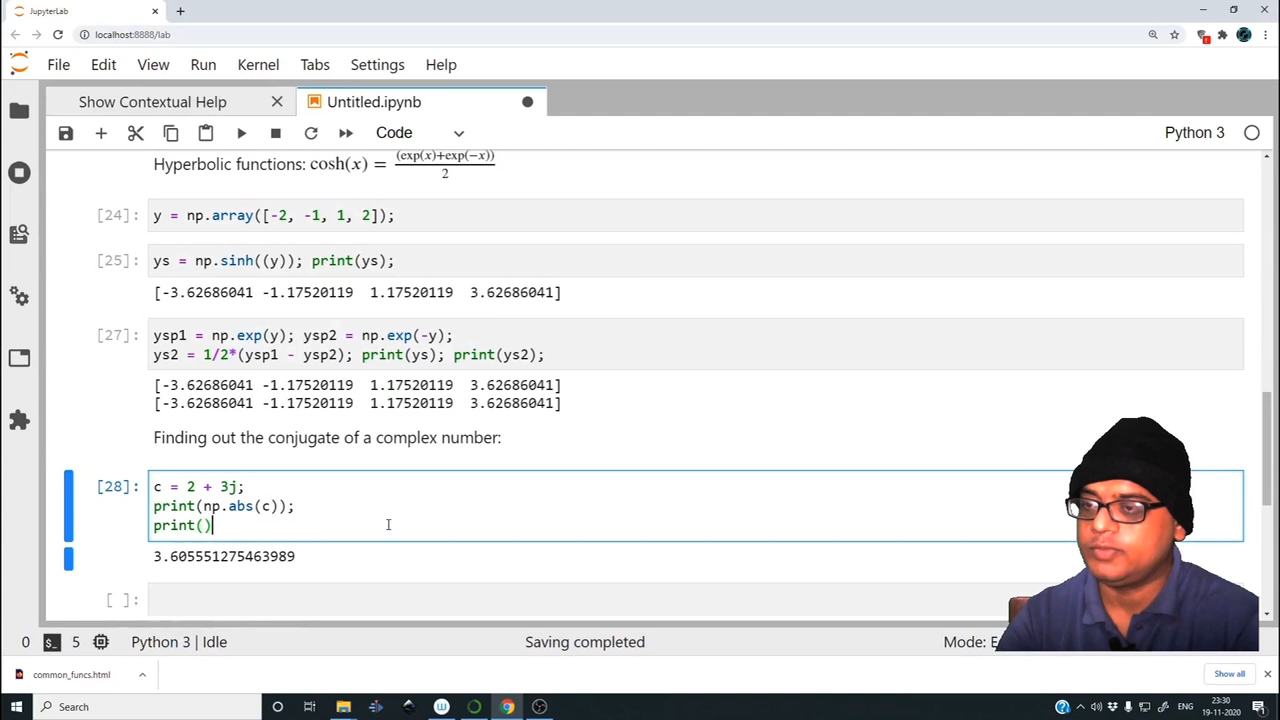 JupyterLab
localhost:8888/lab
File Edit View Run Kernel Tabs Settings Help
Show Contextual Help Untitled.ipynb
Code Python 3
Hyperbolic functions: cosh(x) = (exp(x)+exp(−x)) / 2
[24]: y = np.array([-2, -1, 1, 2]);
[25]: ys = np.sinh((y)); print(ys);
[-3.62686041 -1.17520119 1.17520119 3.62686041]
[27]: ysp1 = np.exp(y); ysp2 = np.exp(-y);
ys2 = 1/2*(ysp1 - ysp2); print(ys); print(ys2);
[-3.62686041 -1.17520119 1.17520119 3.62686041]
[-3.62686041 -1.17520119 1.17520119 3.62686041]
Finding out the conjugate of a complex number:
[28]: c = 2 + 3j;
print(np.abs(c));
print()
3.605551275463989
[ ]:
0 5 Python 3 | Idle Saving completed Mode:
common_funcs.html Show all
Search ENG 23:30
19-11-2020